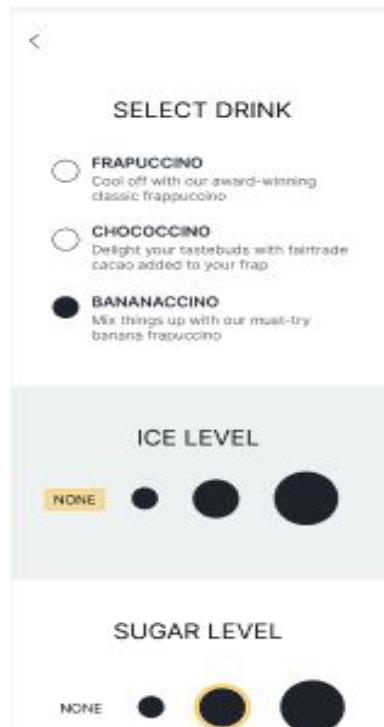 SELECT DRINK
FRAPUCCINO
Cool off with our award-winning
classic frappuccino
CHOCOCCINO
Delight your tastebuds with fairtrade
cacao added to your frap
BANANACCINO
Mix things up with our must-try
banana frapuccino
ICE LEVEL
NONE
SUGAR LEVEL
NONE